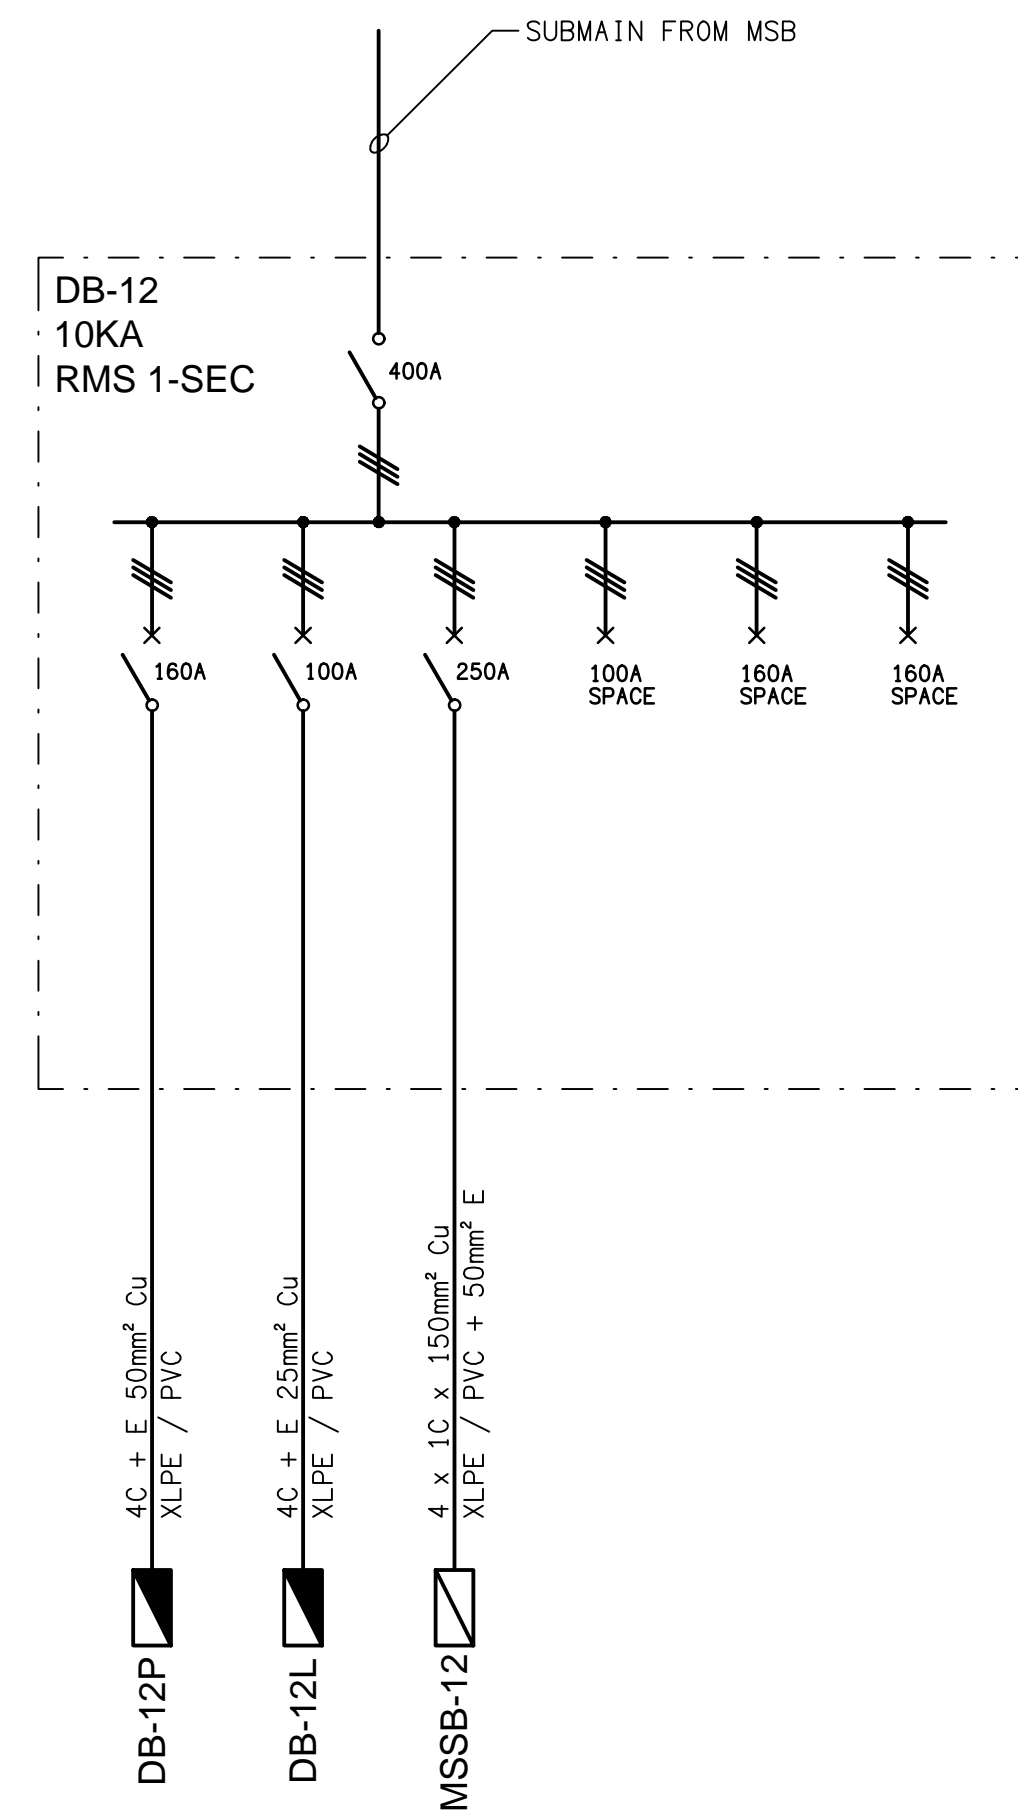 SUBMAIN FROM MSB
DB-12
10KA
RMS 1-SEC
400A
160A
100A
250A
100A
SPACE
160A
SPACE
160A
SPACE
4C + E 50mm² Cu
XLPE / PVC
4C + E 25mm² Cu
XLPE / PVC
4 x 1C x 150mm² Cu
XLPE / PVC + 50mm² E
DB-12P
DB-12L
MSSB-12